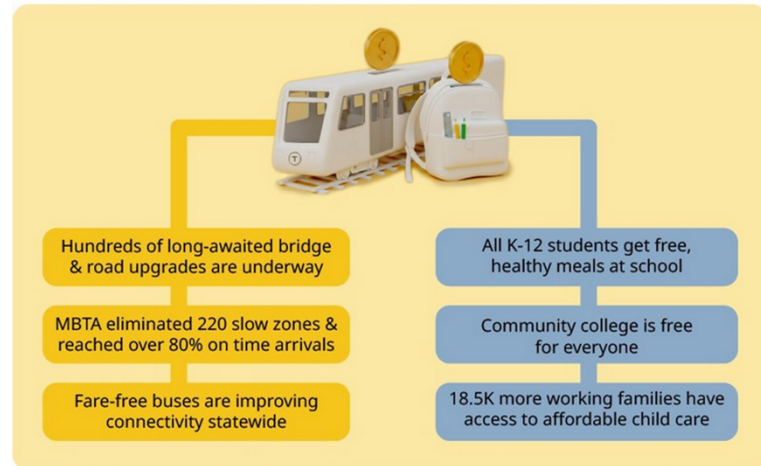 T
Hundreds of long-awaited bridge
& road upgrades are underway
MBTA eliminated 220 slow zones &
reached over 80% on time arrivals
Fare-free buses are improving
connectivity statewide
All K-12 students get free,
healthy meals at school
Community college is free
for everyone
18.5K more working families have
access to affordable child care